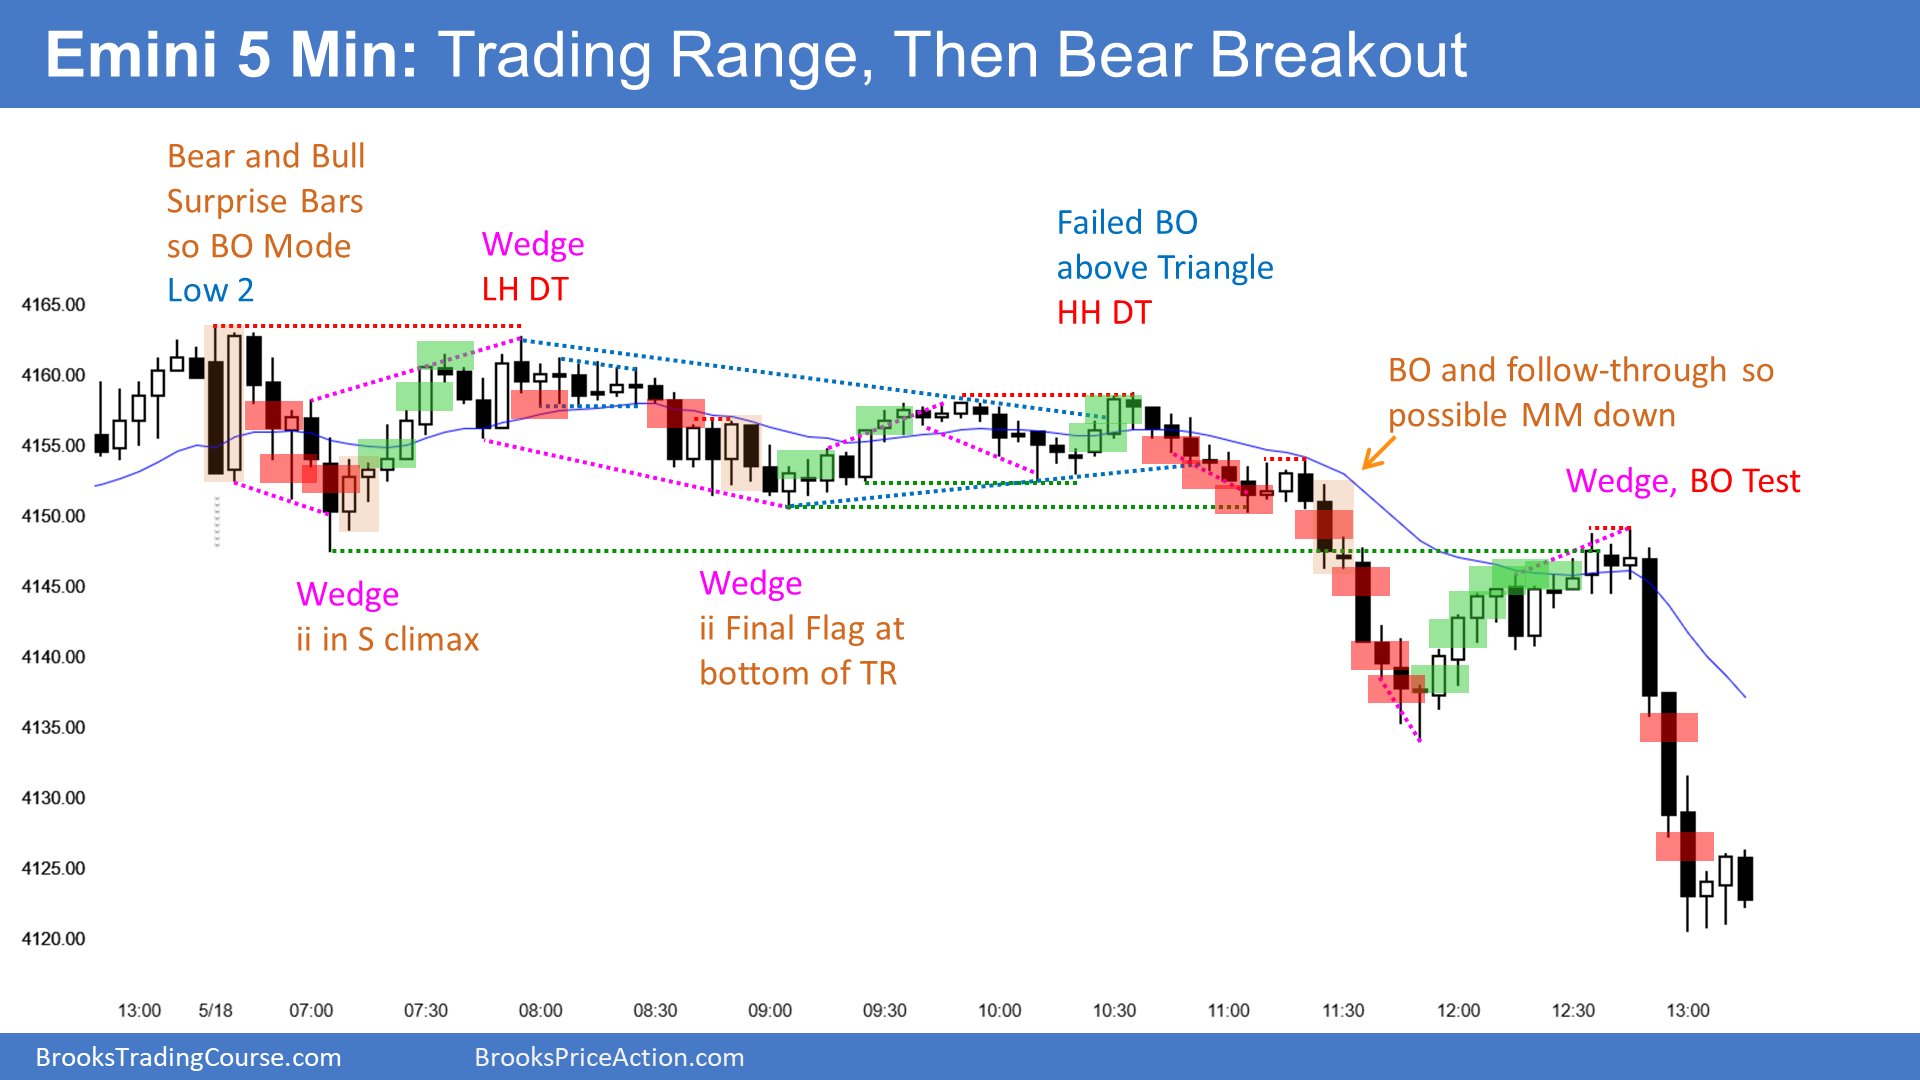 Emini 5 Min: Trading Range, Then Bear Breakout
Bear and Bull
Surprise Bars
so BO Mode
Low 2
Wedge
LH DT
Failed BO
above Triangle
HH DT
BO and follow-through so
possible MM down
Wedge, BO Test
Wedge
ii in S climax
Wedge
ii Final Flag at
bottom of TR
4165.00
4160.00
4155.00
4150.00
4145.00
4140.00
4135.00
4130.00
4125.00
4120.00
13:00 5/18 07:00 07:30 08:00 08:30 09:00 09:30 10:00 10:30 11:00 11:30 12:00 12:30 13:00
BrooksTradingCourse.com BrooksPriceAction.com